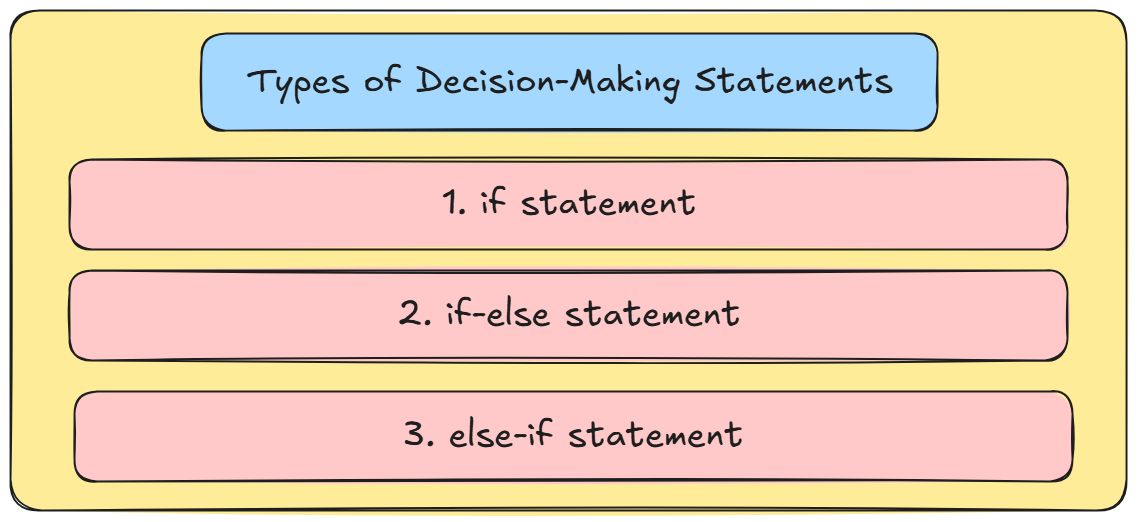 Types of Decision-Making Statements
1. if statement
2. if-else statement
3. else-if statement